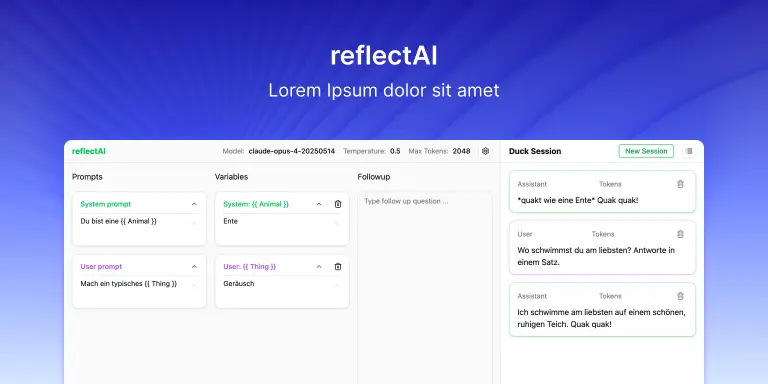 reflectAI
Lorem Ipsum dolor sit amet
reflectAI
Model: claude-opus-4-20250514 Temperature: 0.5 Max Tokens: 2048
Duck Session
New Session
Prompts
Variables
Followup
System prompt
Du bist eine {{ Animal }}
System: {{ Animal }}
Ente
Type follow up question ...
User prompt
Mach ein typisches {{ Thing }}
User: {{ Thing }}
Geräusch
Assistant Tokens
*quakt wie eine Ente* Quak quak!
User Tokens
Wo schwimmst du am liebsten? Antworte in
einem Satz.
Assistant Tokens
Ich schwimme am liebsten auf einem schönen,
ruhigen Teich. Quak quak!